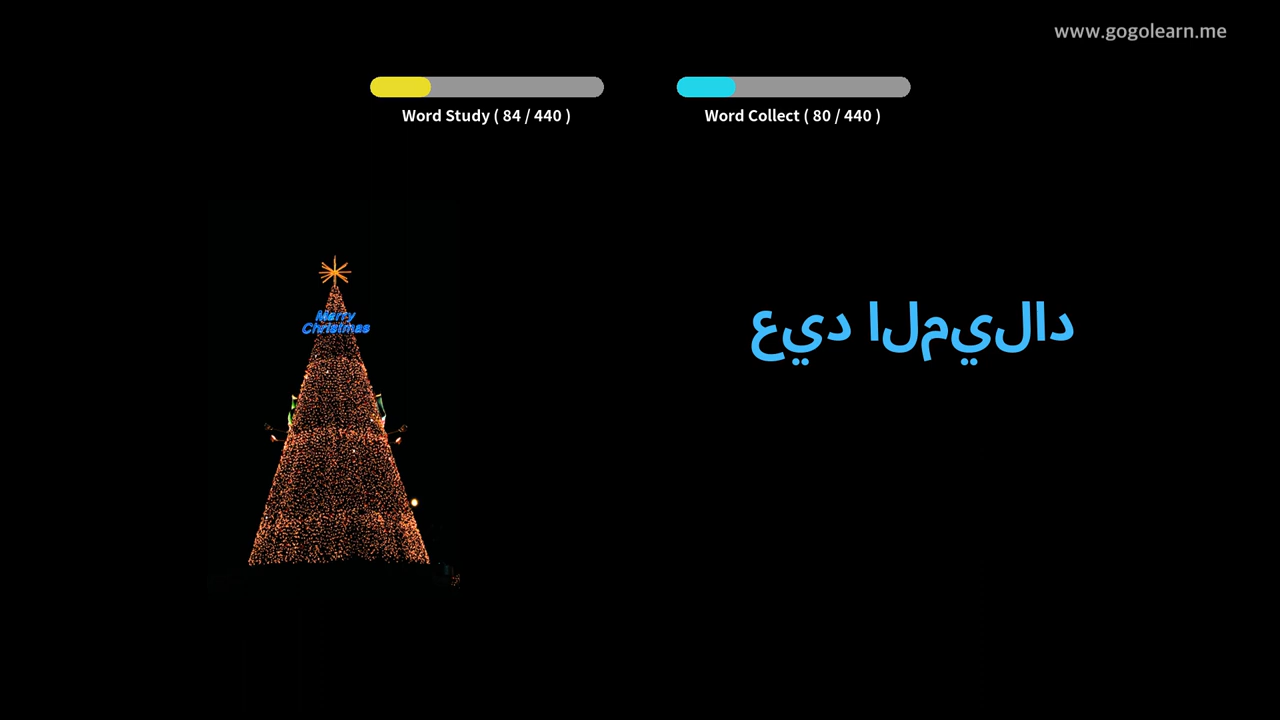 www.gogolearn.me
Word Study ( 84 / 440 )
Word Collect ( 80 / 440 )
Merry
Christmas
عيد الميلاد